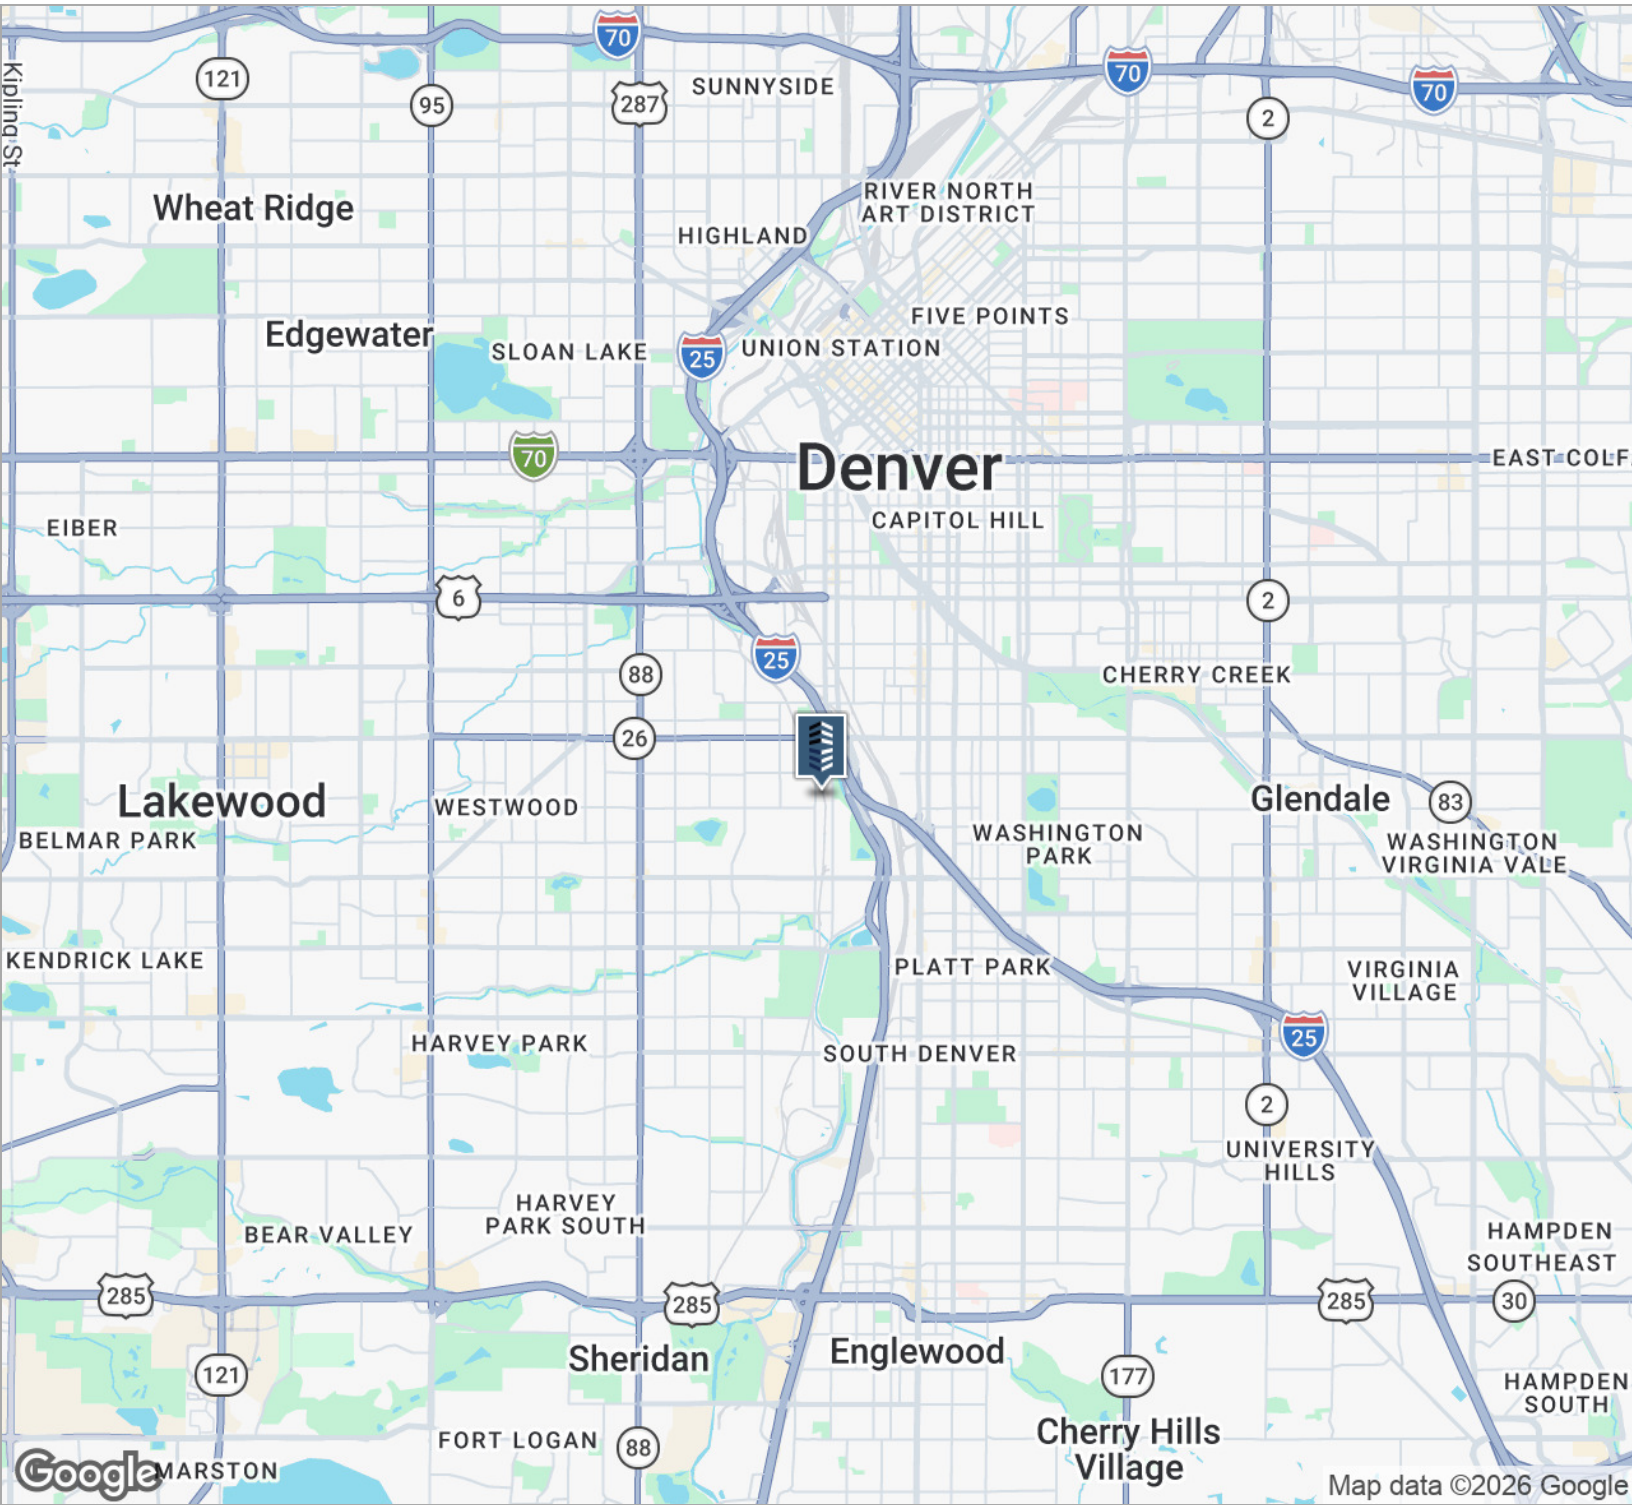 70
Kipling St
121
95
287
SUNNYSIDE
70
70
2
Wheat Ridge
RIVER NORTH
ART DISTRICT
HIGHLAND
Edgewater
SLOAN LAKE
25
UNION STATION
FIVE POINTS
70
Denver
EAST COLF
EIBER
CAPITOL HILL
6
2
25
88
CHERRY CREEK
26
Lakewood
WESTWOOD
BELMAR PARK
WASHINGTON
PARK
Glendale
83
WASHINGTON
VIRGINIA VALE
KENDRICK LAKE
PLATT PARK
VIRGINIA
VILLAGE
HARVEY PARK
SOUTH DENVER
25
2
UNIVERSITY
HILLS
HARVEY
PARK SOUTH
BEAR VALLEY
HAMPDEN
SOUTHEAST
285
285
285
30
Sheridan
Englewood
121
177
HAMPDEN
SOUTH
Cherry Hills
Village
FORT LOGAN
88
Google
MARSTON
Map data ©2026 Google